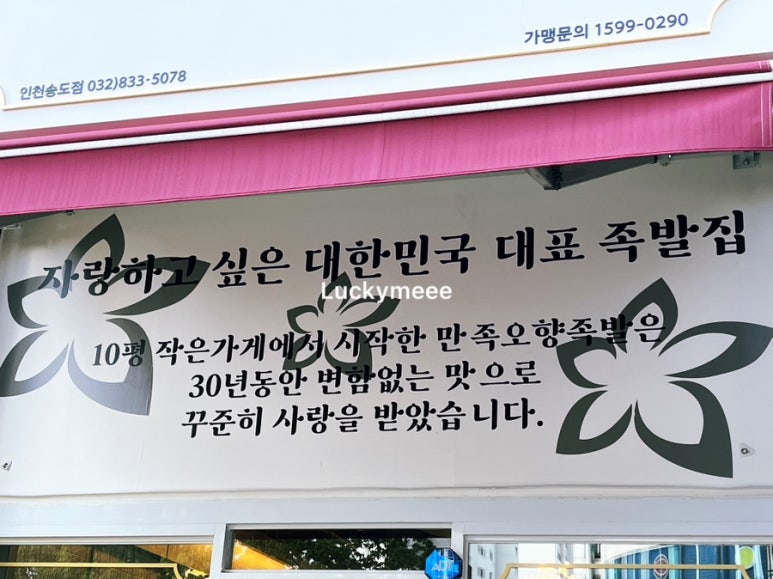 가맹문의 1599-0290
인천송도점 032)833-5078
자랑하고 싶은 대한민국 대표 족발집
Luckymeee
10평 작은가게에서 시작한 만족오향족발은
30년동안 변함없는 맛으로
꾸준히 사랑을 받았습니다.
ADT